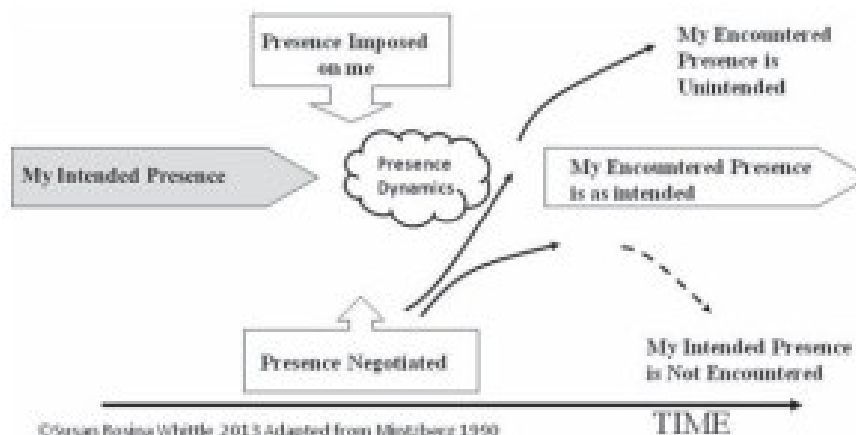 Presence Imposed
on me
My Encountered
Presence is
Unintended
My Intended Presence
Presence
Dynamics
My Encountered Presence
is as intended
Presence Negotiated
My Intended Presence
is Not Encountered
©Susan Rosina Whittle 2013 Adapted from Mintzberg 1990
TIME